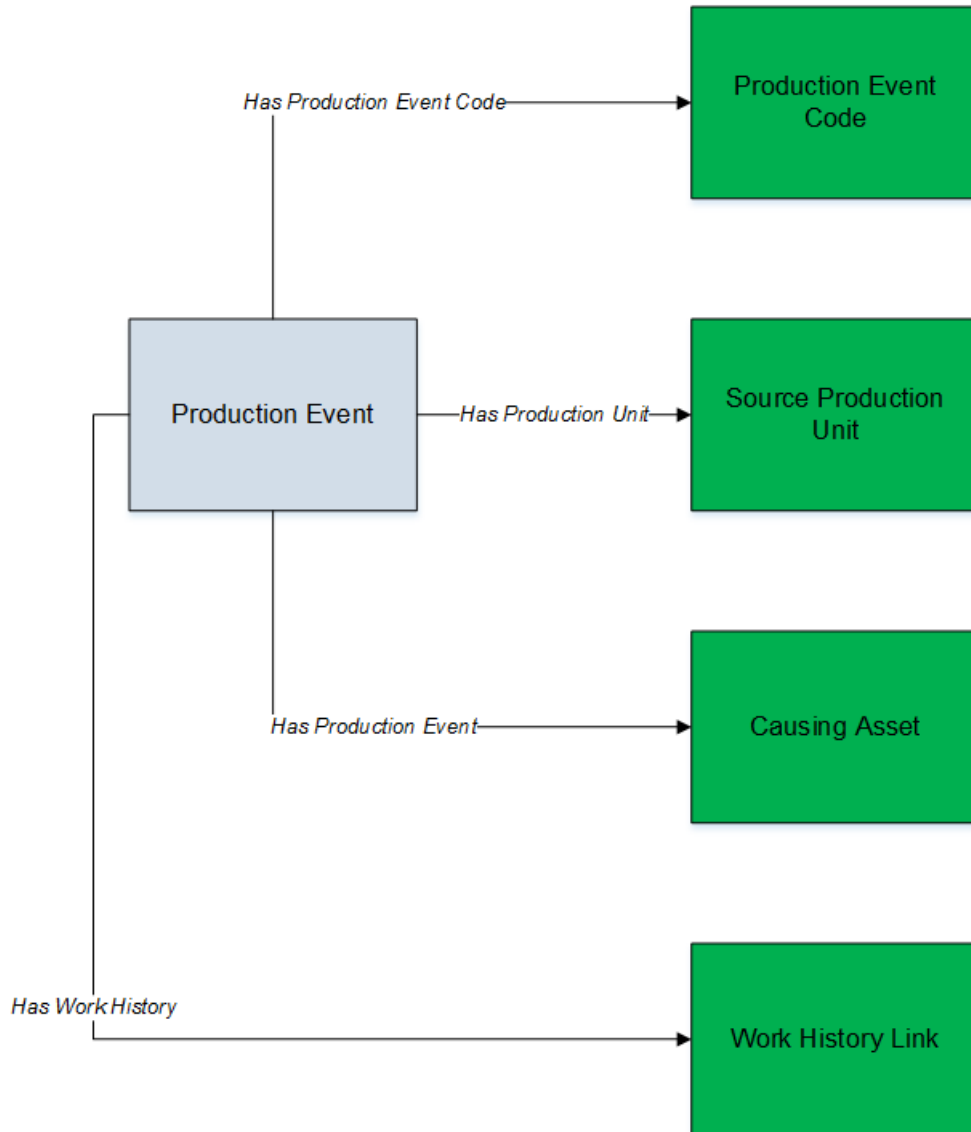 Production Event
Code
Has Production Event Code
Production Event
Has Production Unit
Source Production
Unit
Has Production Event
Causing Asset
Has Work History
Work History Link